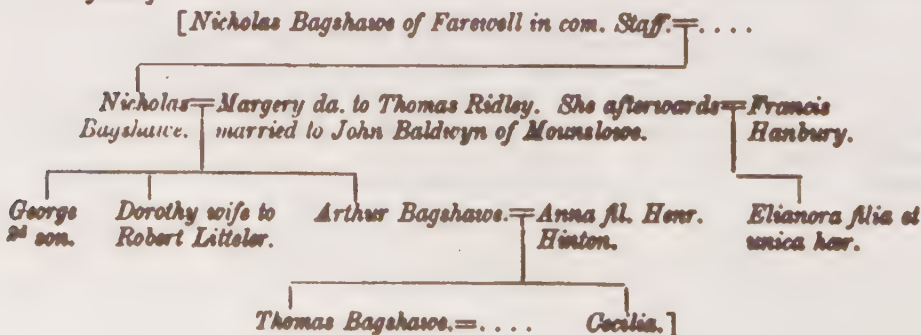 [Nicholas Bagshawe of Farewell in com. Staff.=....
Nicholas=Margery da. to Thomas Ridley. She afterwards=Francis
Bagshawe. married to John Baldwyn of Mounslowe. Hanbury.
George Dorothy wife to Arthur Bagshawe.=Anna fil. Henr. Elianora filia et
2d son. Robert Litteler. Hinton. unica hær.
Thomas Bagshawe.=.... Cecilia.]